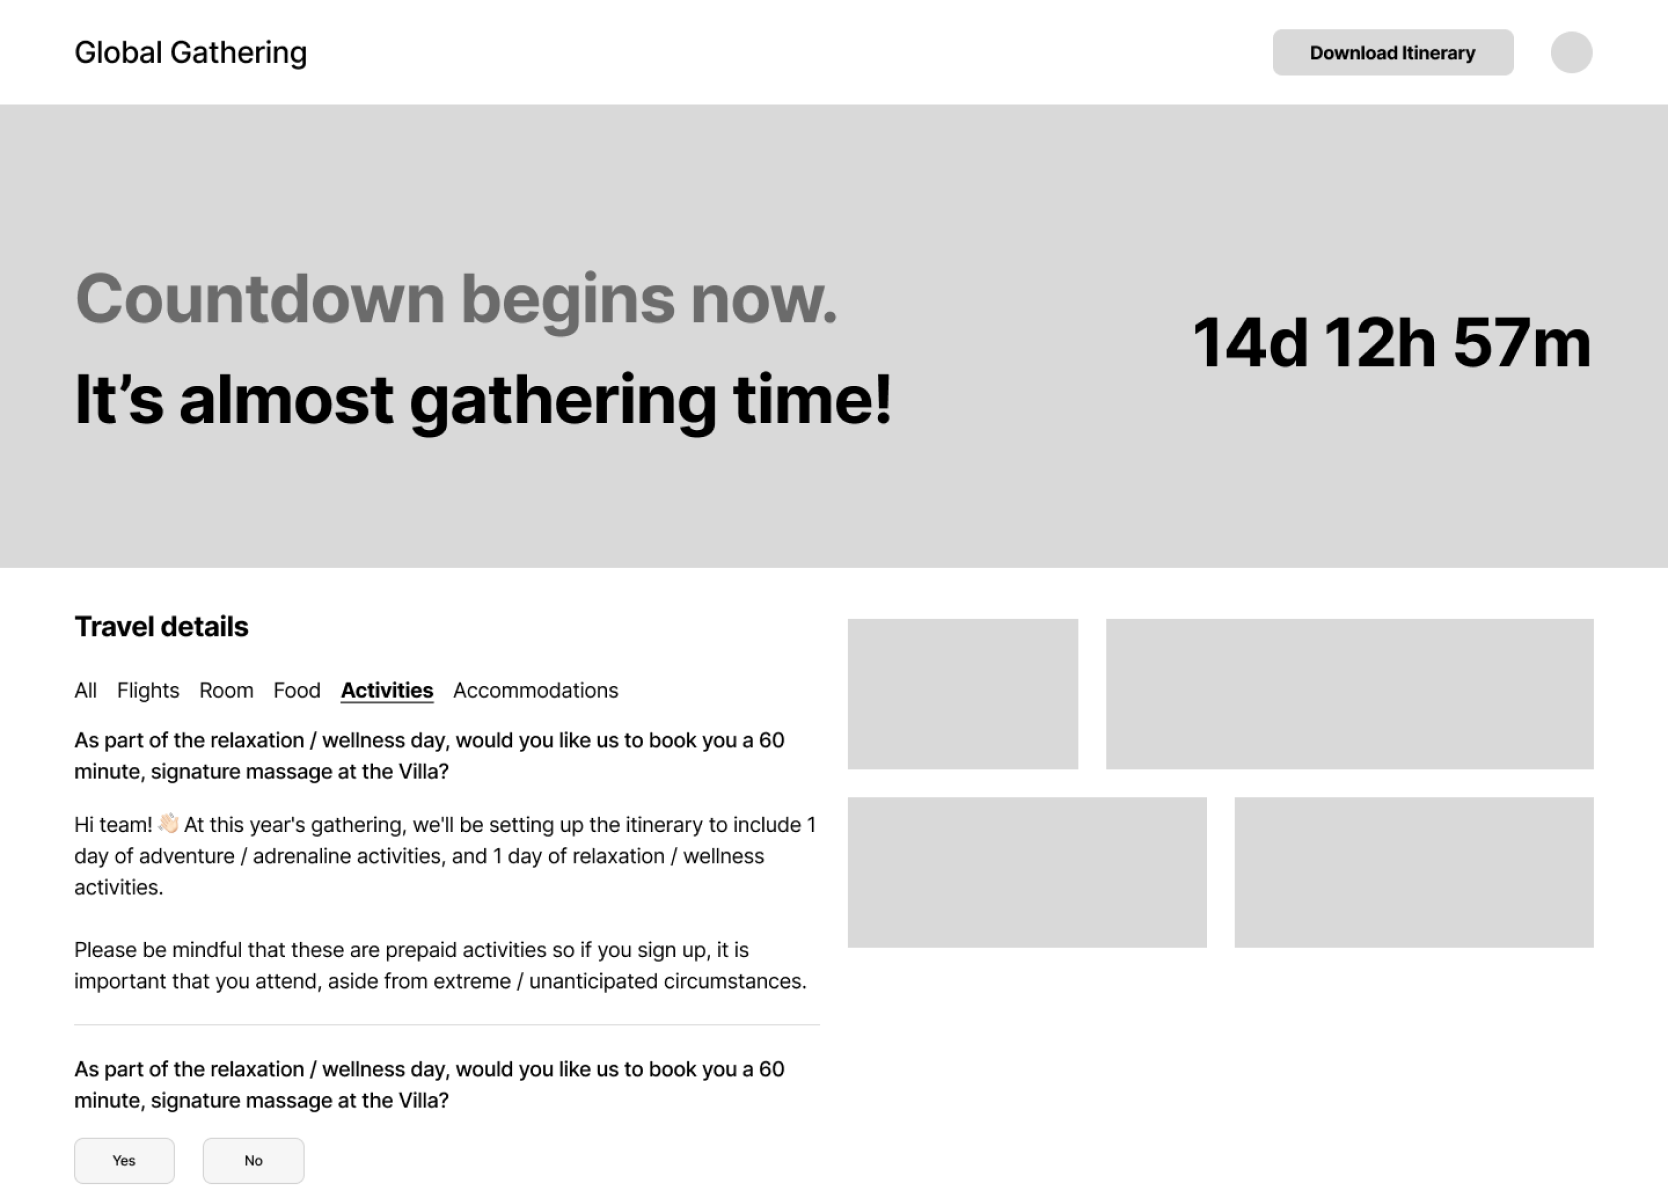 Global Gathering
Download Itinerary
Countdown begins now.
It’s almost gathering time!
14d 12h 57m
Travel details
All Flights Room Food Activities Accommodations
As part of the relaxation / wellness day, would you like us to book you a 60
minute, signature massage at the Villa?
Hi team! 👋🏻 At this year's gathering, we'll be setting up the itinerary to include 1
day of adventure / adrenaline activities, and 1 day of relaxation / wellness
activities.
Please be mindful that these are prepaid activities so if you sign up, it is
important that you attend, aside from extreme / unanticipated circumstances.
As part of the relaxation / wellness day, would you like us to book you a 60
minute, signature massage at the Villa?
Yes No